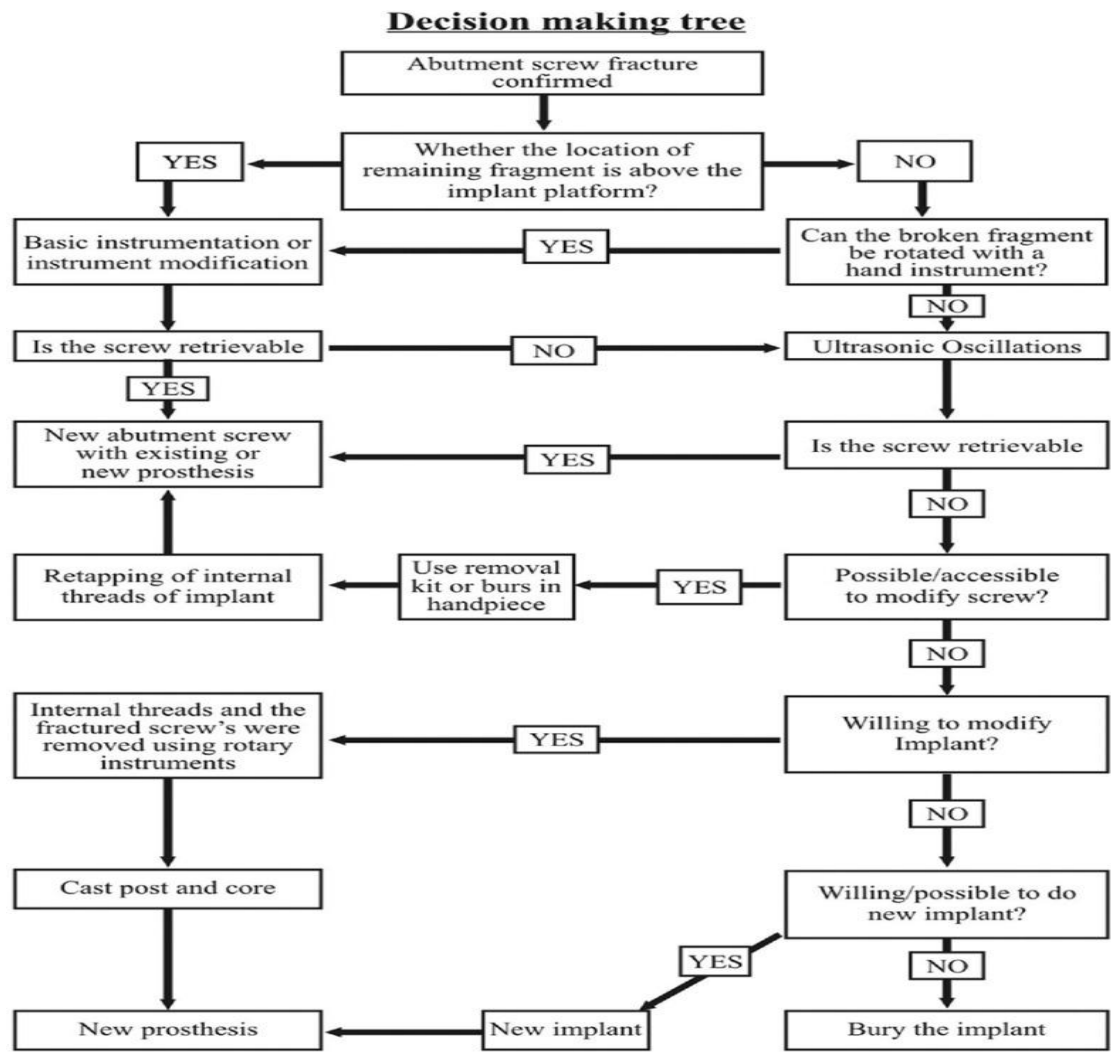 Decision making tree
Abutment screw fracture
confirmed
Whether the location of
remaining fragment is above the
implant platform?
YES
NO
Basic instrumentation or
instrument modification
YES
Can the broken fragment
be rotated with a
hand instrument?
NO
Is the screw retrievable
NO
Ultrasonic Oscillations
YES
New abutment screw
with existing or
new prosthesis
YES
Is the screw retrievable
NO
Retapping of internal
threads of implant
Use removal
kit or burs in
handpiece
YES
Possible/accessible
to modify screw?
NO
Internal threads and the
fractured screw's were
removed using rotary
instruments
YES
Willing to modify
Implant?
NO
Cast post and core
Willing/possible to do
new implant?
YES
NO
New prosthesis
New implant
Bury the implant